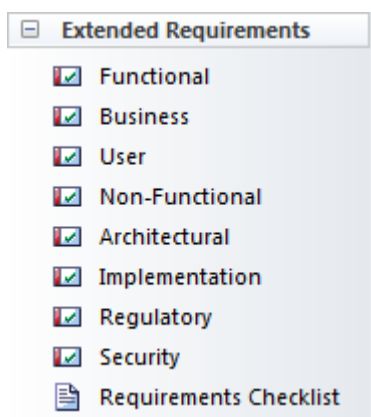 Extended Requirements
Functional
Business
User
Non-Functional
Architectural
Implementation
Regulatory
Security
Requirements Checklist